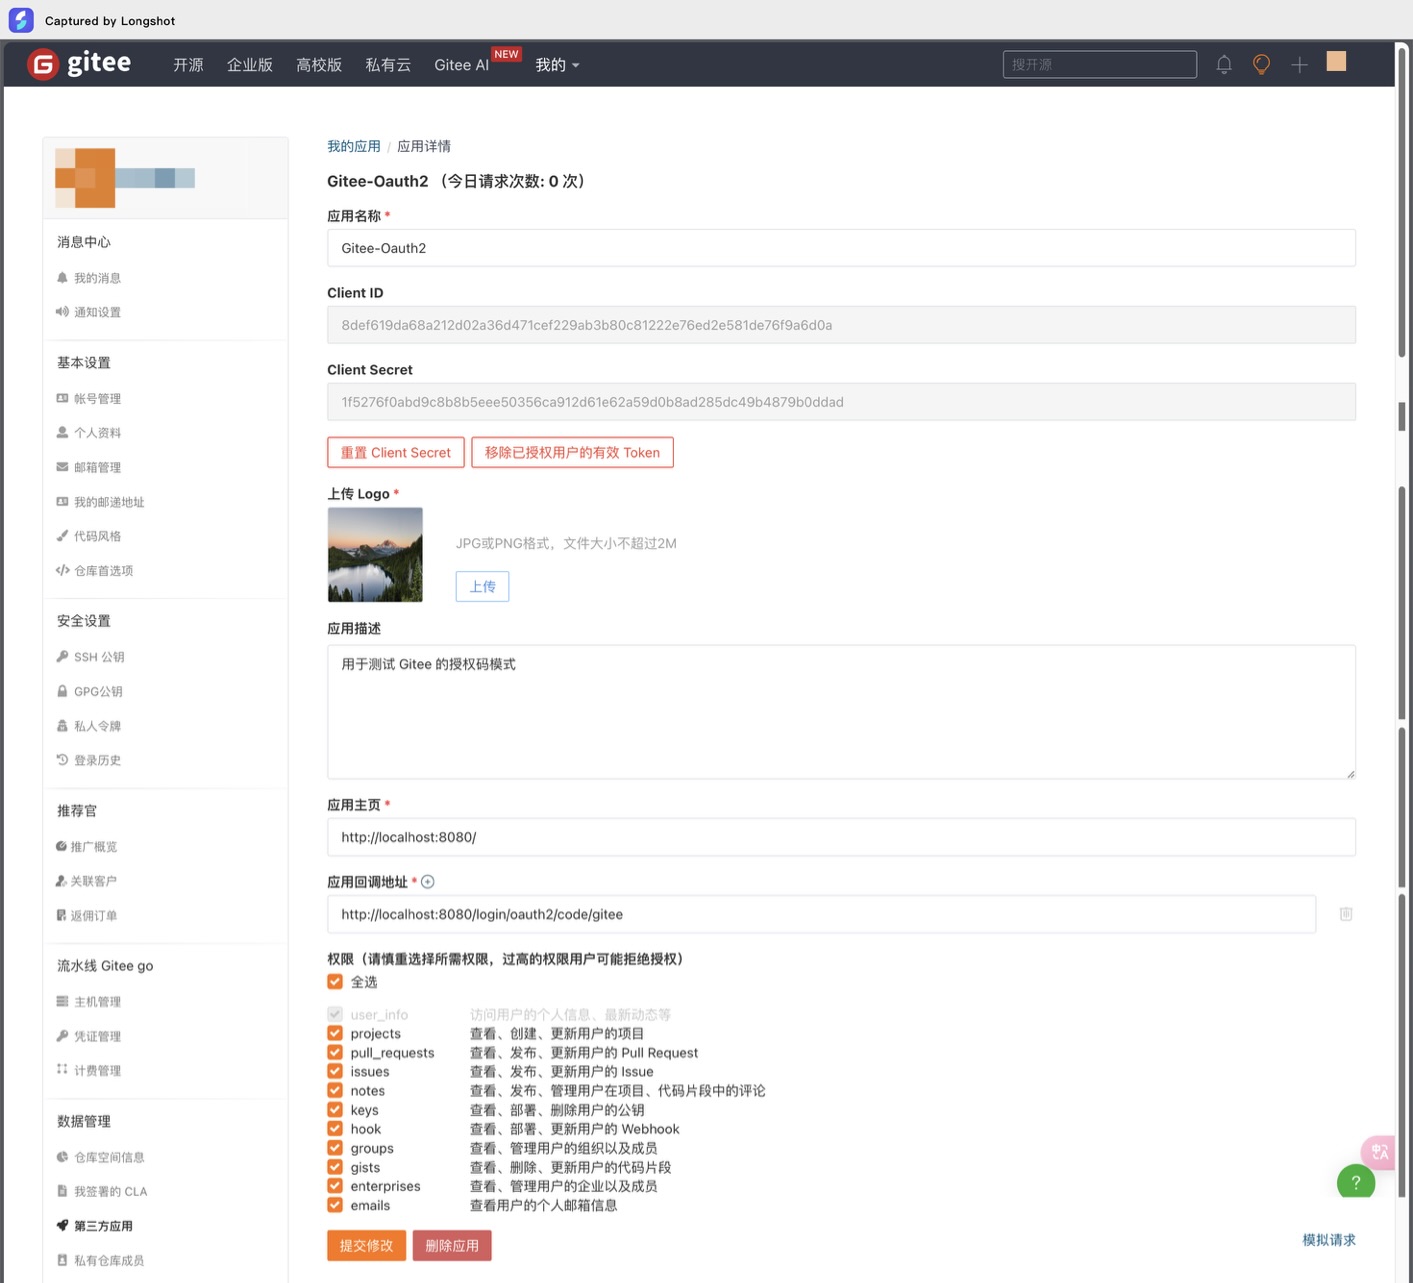 Captured by Longshot
gitee
开源 企业版 高校版 私有云 Gitee AI NEW 我的
搜开源
消息中心
我的消息
通知设置
基本设置
帐号管理
个人资料
邮箱管理
我的邮递地址
代码风格
仓库首选项
安全设置
SSH 公钥
GPG公钥
私人令牌
登录历史
推荐官
推广概览
关联客户
返佣订单
流水线 Gitee go
主机管理
凭证管理
计费管理
数据管理
仓库空间信息
我签署的 CLA
第三方应用
私有仓库成员
我的应用 / 应用详情
Gitee-Oauth2 （今日请求次数: 0 次）
应用名称 *
Gitee-Oauth2
Client ID
8def619da68a212d02a36d471cef229ab3b80c81222e76ed2e581de76f9a6d0a
Client Secret
1f5276f0abd9c8b8b5eee50356ca912d61e62a59d0b8ad285dc49b4879b0ddad
重置 Client Secret 移除已授权用户的有效 Token
上传 Logo *
JPG或PNG格式，文件大小不超过2M
上传
应用描述
用于测试 Gitee 的授权码模式
应用主页 *
http://localhost:8080/
应用回调地址 *
http://localhost:8080/login/oauth2/code/gitee
权限（请慎重选择所需权限，过高的权限用户可能拒绝授权）
全选
user_info 访问用户的个人信息、最新动态等
projects 查看、创建、更新用户的项目
pull_requests 查看、发布、更新用户的 Pull Request
issues 查看、发布、更新用户的 Issue
notes 查看、发布、管理用户在项目、代码片段中的评论
keys 查看、部署、删除用户的公钥
hook 查看、部署、更新用户的 Webhook
groups 查看、管理用户的组织以及成员
gists 查看、删除、更新用户的代码片段
enterprises 查看、管理用户的企业以及成员
emails 查看用户的个人邮箱信息
提交修改 删除应用
模拟请求
?